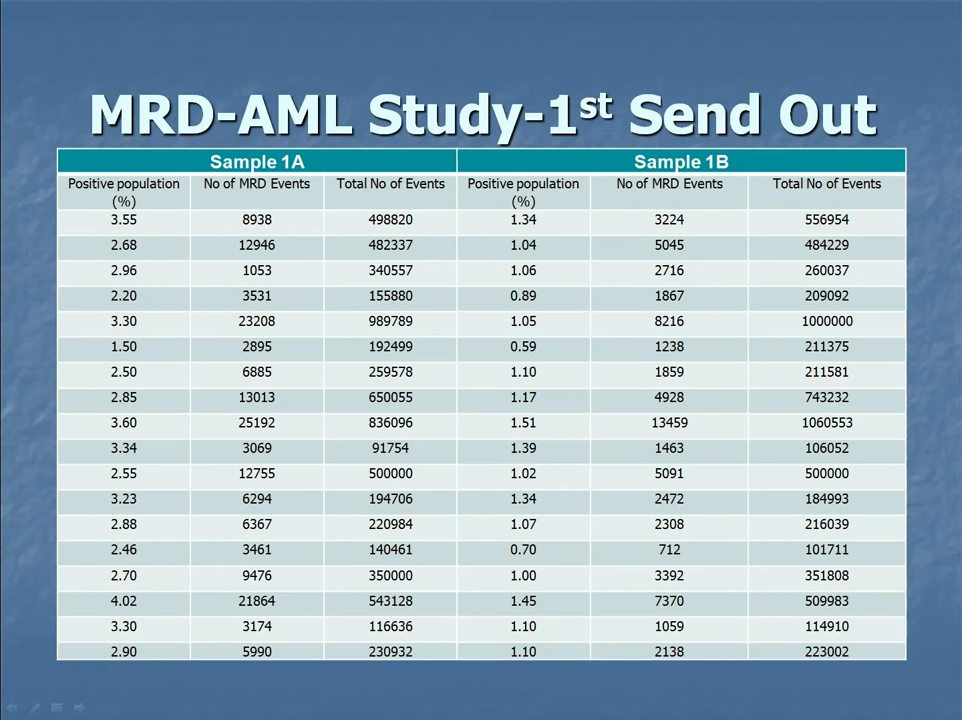 MRD-AML Study-1st Send Out
Sample 1A Sample 1B
Positive population (%) No of MRD Events Total No of Events Positive population (%) No of MRD Events Total No of Events
3.55 8938 498820 1.34 3224 556954
2.68 12946 482337 1.04 5045 484229
2.96 1053 340557 1.06 2716 260037
2.20 3531 155880 0.89 1867 209092
3.30 23208 989789 1.05 8216 1000000
1.50 2895 192499 0.59 1238 211375
2.50 6885 259578 1.10 1859 211581
2.85 13013 650055 1.17 4928 743232
3.60 25192 836096 1.51 13459 1060553
3.34 3069 91754 1.39 1463 106052
2.55 12755 500000 1.02 5091 500000
3.23 6294 194706 1.34 2472 184993
2.88 6367 220984 1.07 2308 216039
2.46 3461 140461 0.70 712 101711
2.70 9476 350000 1.00 3392 351808
4.02 21864 543128 1.45 7370 509983
3.30 3174 116636 1.10 1059 114910
2.90 5990 230932 1.10 2138 223002